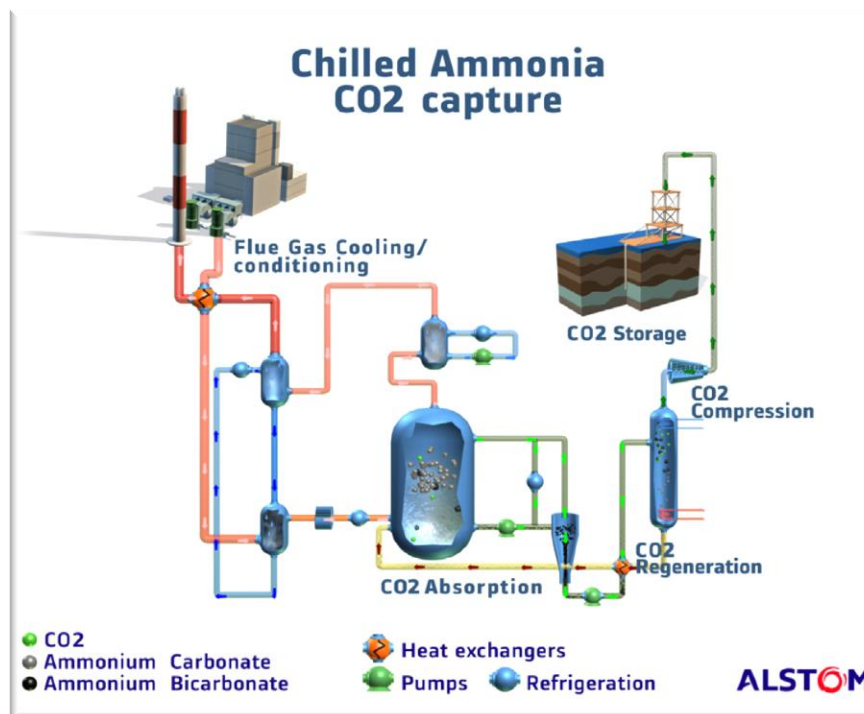 Chilled Ammonia
CO2 capture
Flue Gas Cooling/
conditioning
CO2 Storage
CO2
Compression
CO2
Regeneration
CO2 Absorption
CO2
Ammonium Carbonate
Ammonium Bicarbonate
Heat exchangers
Pumps
Refrigeration
ALSTOM